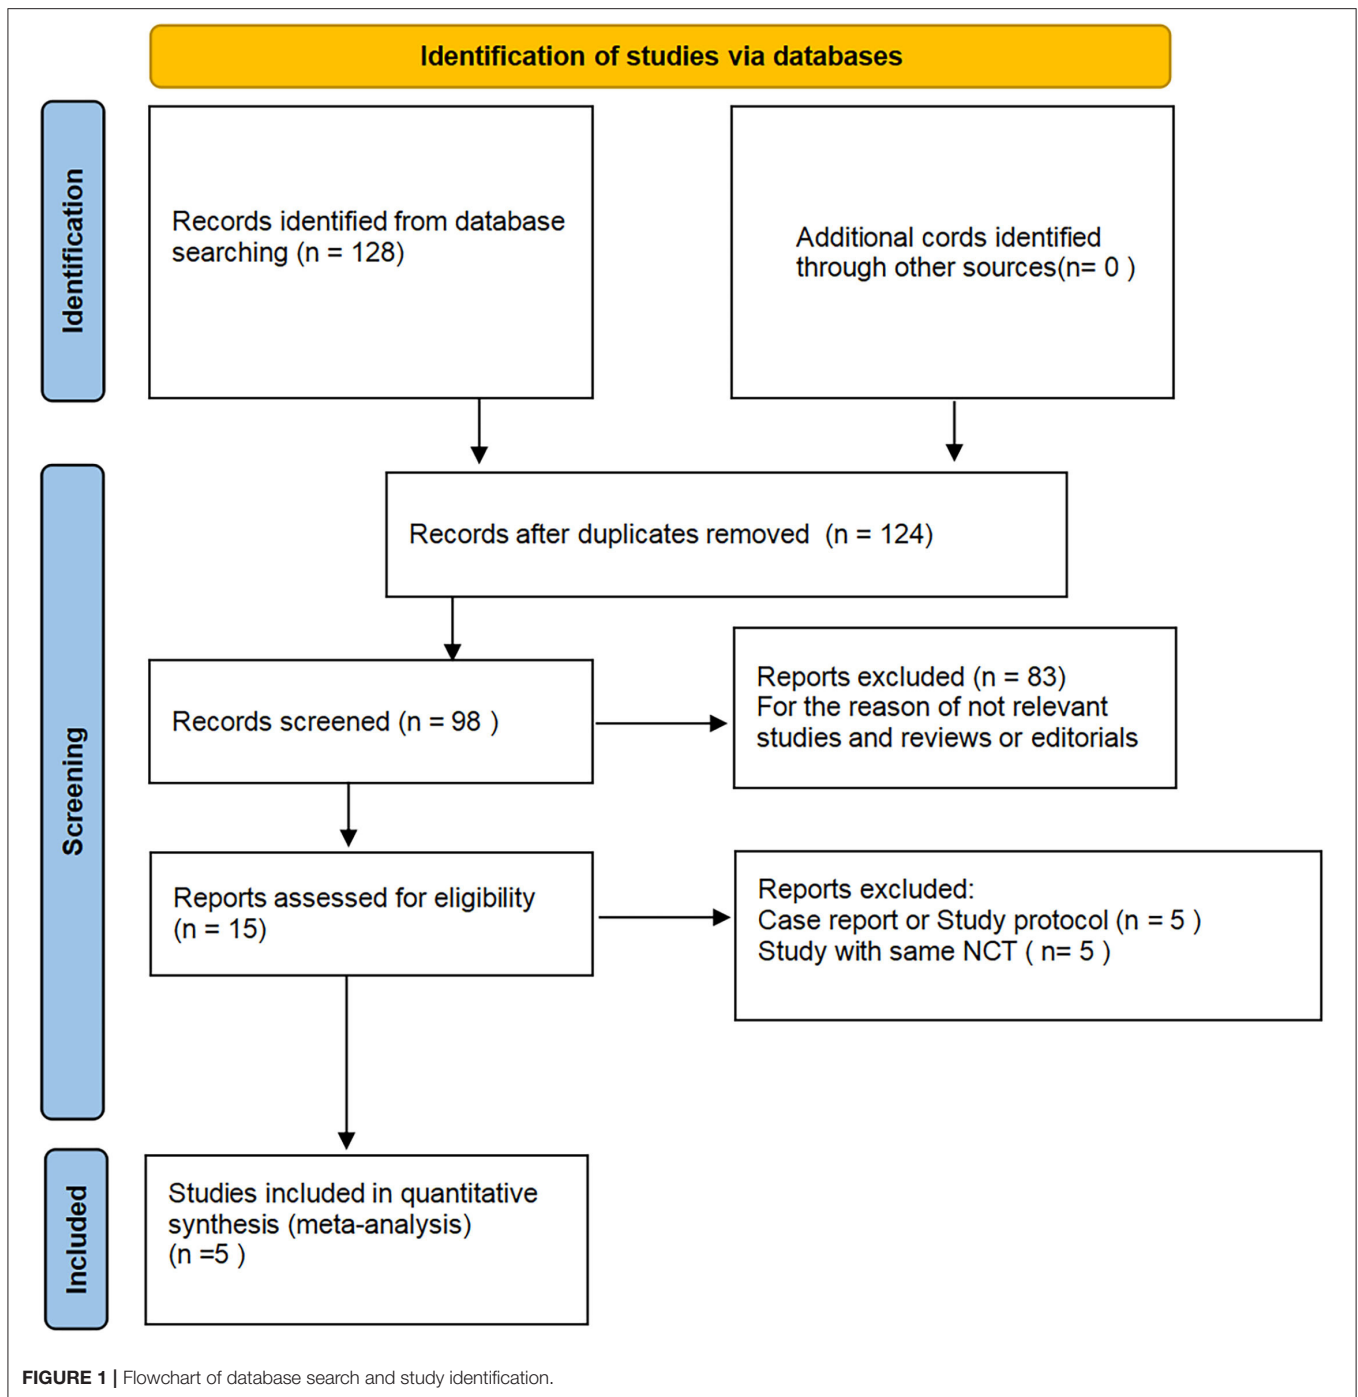 Identification of studies via databases
Identification
Records identified from database
searching (n = 128)
Additional cords identified
through other sources(n= 0 )
Screening
Records after duplicates removed  (n = 124)
Records screened (n = 98 )
Reports excluded (n = 83)
For the reason of not relevant
studies and reviews or editorials
Reports assessed for eligibility
(n = 15)
Reports excluded:
Case report or Study protocol (n = 5 )
Study with same NCT ( n= 5 )
Included
Studies included in quantitative
synthesis (meta-analysis)
(n =5 )
FIGURE 1 | Flowchart of database search and study identification.